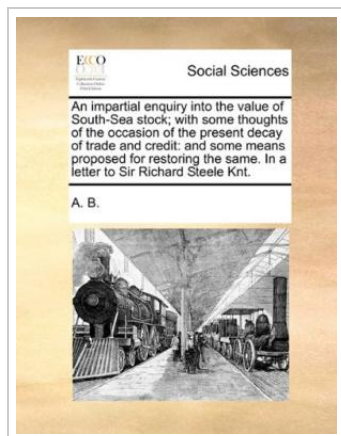 ECCO
Social Sciences
An impartial enquiry into the value of
South-Sea stock; with some thoughts
of the occasion of the present decay
of trade and credit: and some means
proposed for restoring the same. In a
letter to Sir Richard Steele Knt.
A. B.